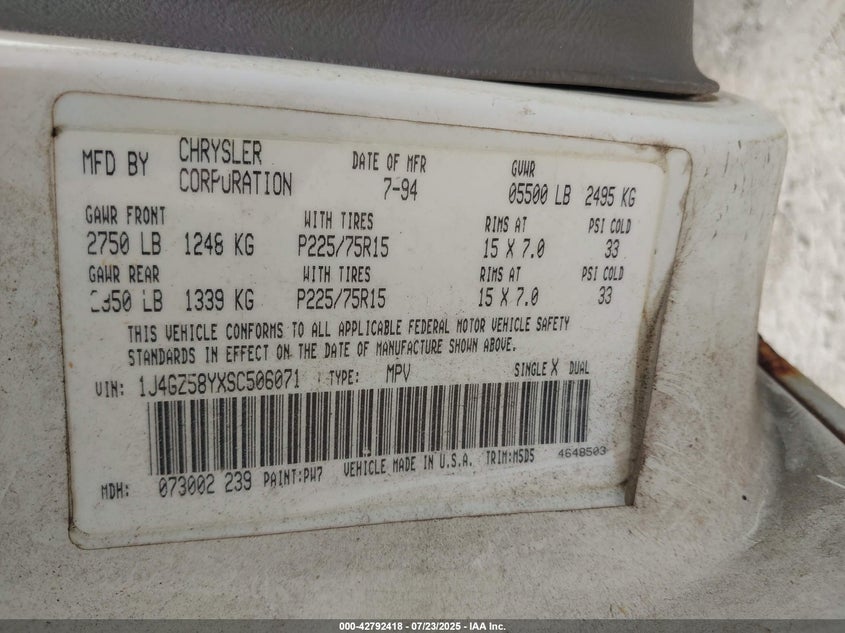 MFD BY CHRYSLER CORPORATION DATE OF MFR 7-94 GVWR 05500 LB 2495 KG
GAWR FRONT WITH TIRES RIMS AT PSI COLD
2750 LB 1248 KG P225/75R15 15 X 7.0 33
GAWR REAR WITH TIRES RIMS AT PSI COLD
2950 LB 1339 KG P225/75R15 15 X 7.0 33
THIS VEHICLE CONFORMS TO ALL APPLICABLE FEDERAL MOTOR VEHICLE SAFETY
STANDARDS IN EFFECT ON THE DATE OF MANUFACTURE SHOWN ABOVE.
VIN: 1J4GZ58YXSC506071 TYPE: MPV SINGLE X DUAL
MDH: 073002 239 PAINT:PW7 VEHICLE MADE IN U.S.A. TRIM:M5D5 4648503
000-42792418 - 07/23/2025 - IAA Inc.